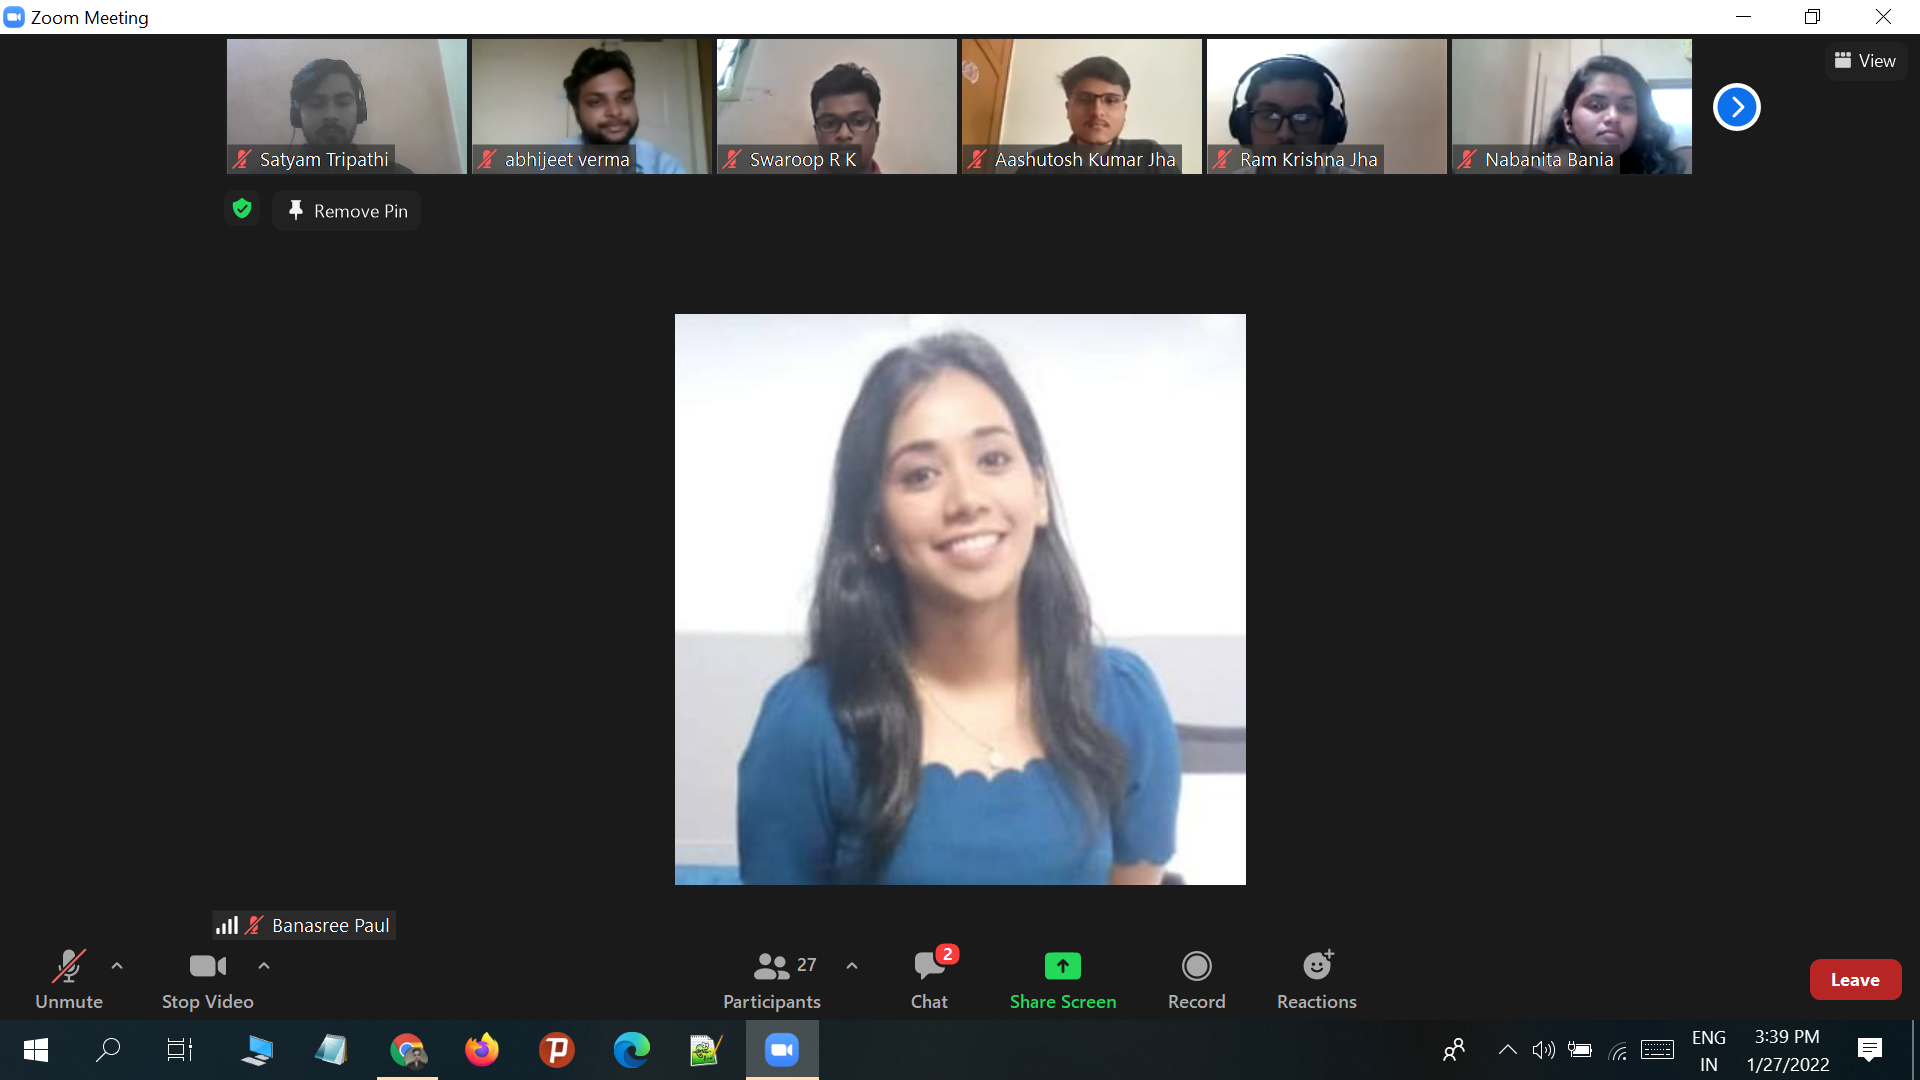 Zoom Meeting
View
Satyam Tripathi
abhijeet verma
Swaroop R K
Aashutosh Kumar Jha
Ram Krishna Jha
Nabanita Bania
Remove Pin
Banasree Paul
Unmute
Stop Video
27
Participants
2
Chat
Share Screen
Record
Reactions
Leave
ENG
IN
3:39 PM
1/27/2022